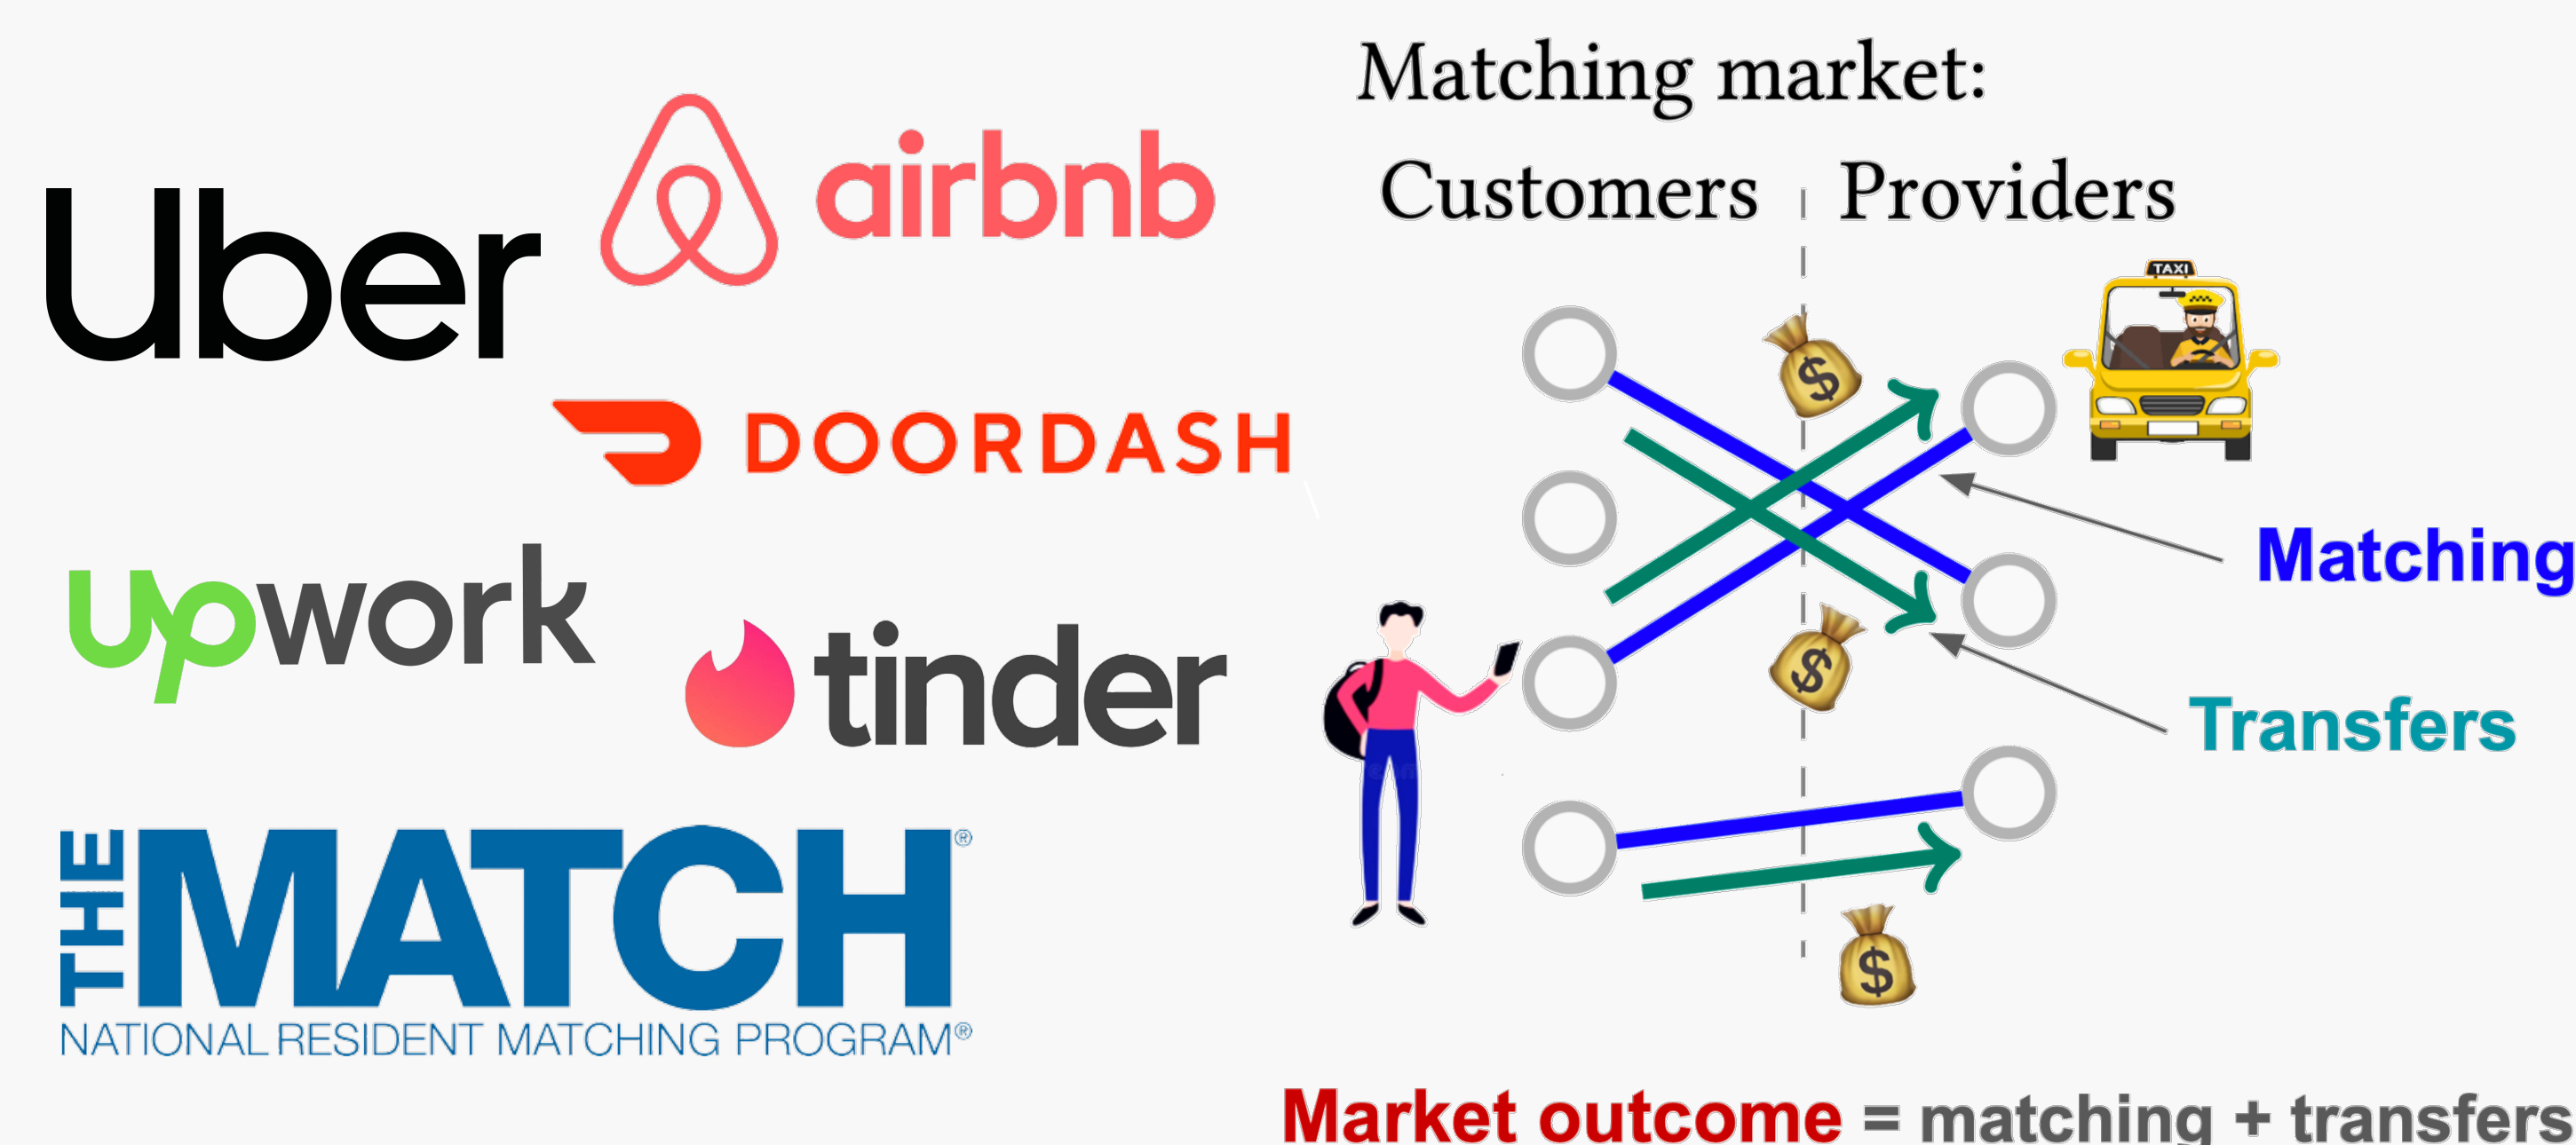 Uber
airbnb
DOORDASH
upwork
tinder
THE MATCH®
NATIONAL RESIDENT MATCHING PROGRAM®
Matching market:
Customers Providers
TAXI
$
Matching
$
Transfers
$
Market outcome = matching + transfers